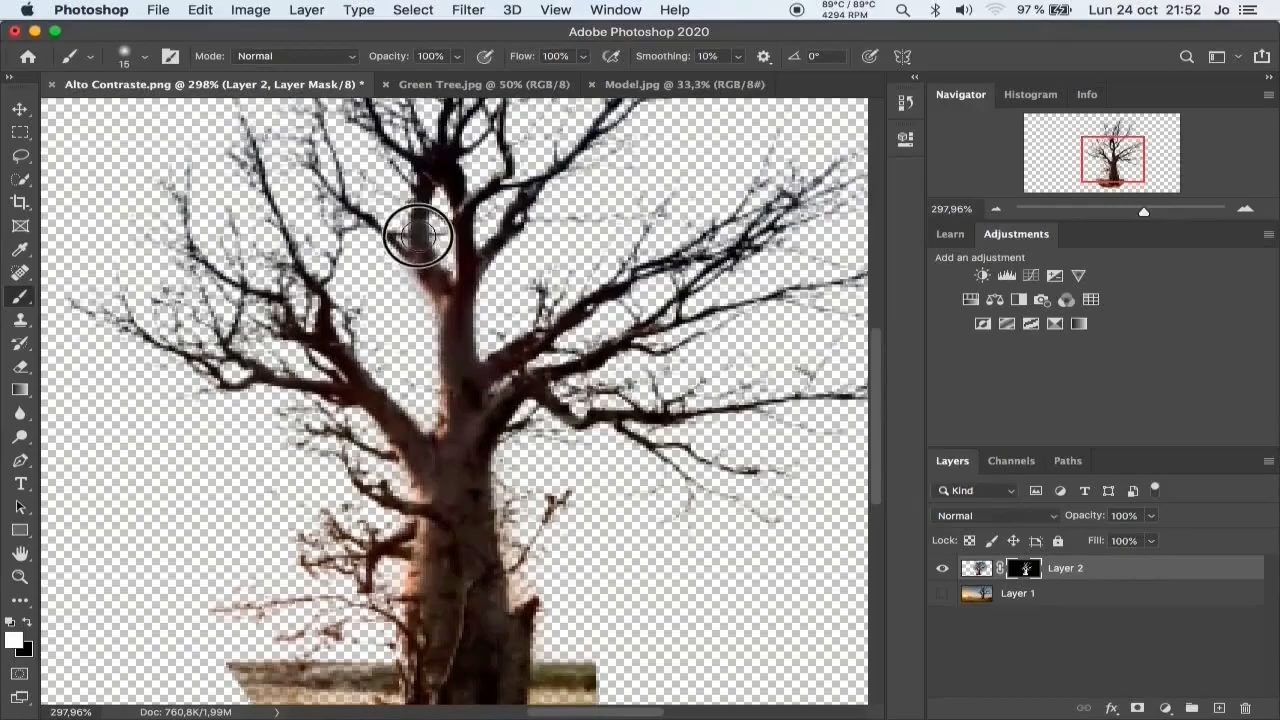 Photoshop File Edit Image Layer Type Select Filter 3D View Window Help 89°C / 89°C 4294 RPM 97 % Lun 24 oct 21:52 Jo
Adobe Photoshop 2020
15 Mode: Normal Opacity: 100% Flow: 100% Smoothing: 10% 0°
Alto Contraste.png @ 298% (Layer 2, Layer Mask/8) * Green Tree.jpg @ 50% (RGB/8) Model.jpg @ 33,3% (RGB/8#)
Navigator Histogram Info
297,96%
Learn Adjustments
Add an adjustment
Layers Channels Paths
Kind
Normal Opacity: 100%
Lock: Fill: 100%
Layer 2
Layer 1
297,96% Doc: 760,8K/1,99M